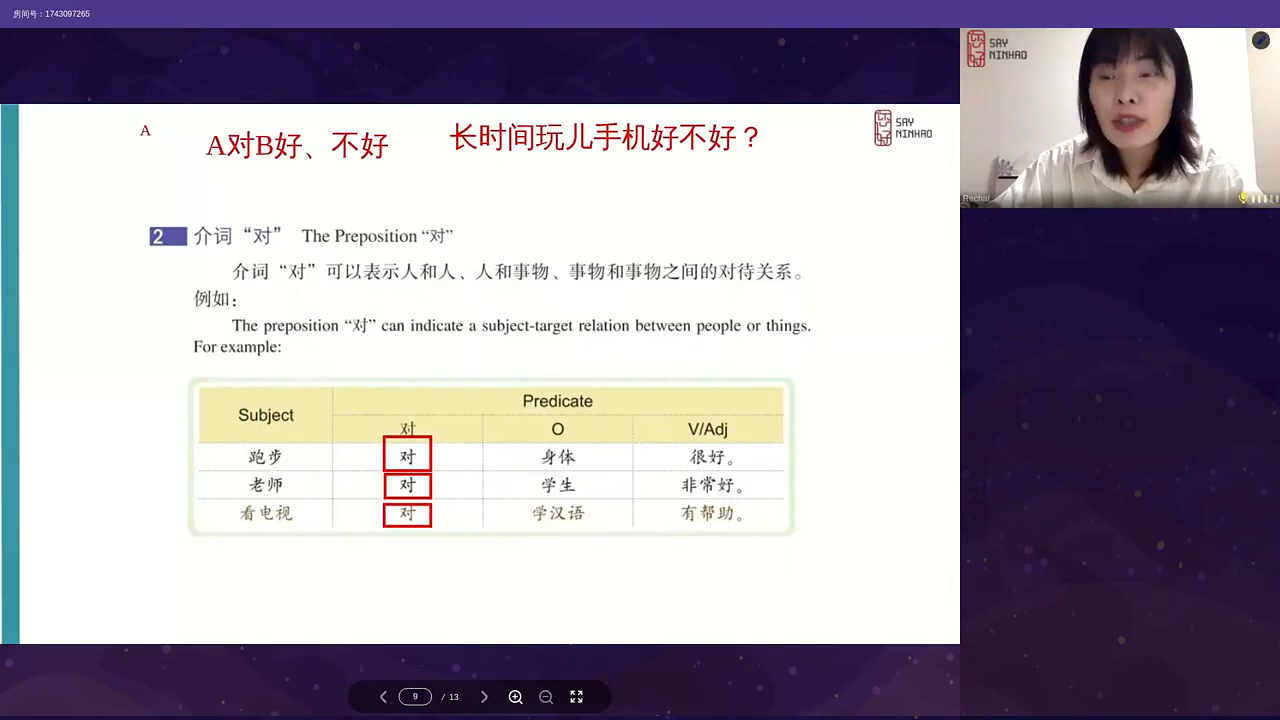 房间号：1743097265
SAY
NINHAO
Rechal
A
A对B好、不好
长时间玩儿手机好不好？
SAY
NINHAO
2 介词“对” The Preposition “对”
介词“对”可以表示人和人、人和事物、事物和事物之间的对待关系。
例如：
The preposition “对” can indicate a subject-target relation between people or things.
For example:
Subject Predicate
对 O V/Adj
跑步 对 身体 很好。
老师 对 学生 非常好。
看电视 对 学汉语 有帮助。
9 / 13